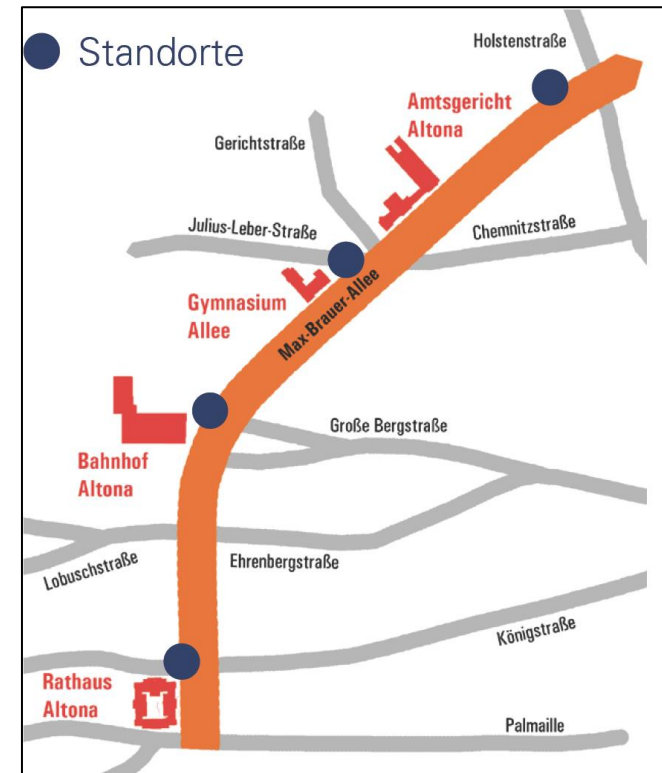 Standorte
Holstenstraße
Amtsgericht
Altona
Gerichtstraße
Julius-Leber-Straße
Chemnitzstraße
Gymnasium
Allee
Max-Brauer-Allee
Große Bergstraße
Bahnhof
Altona
Lobuschstraße
Ehrenbergstraße
Königstraße
Rathaus
Altona
Palmaille